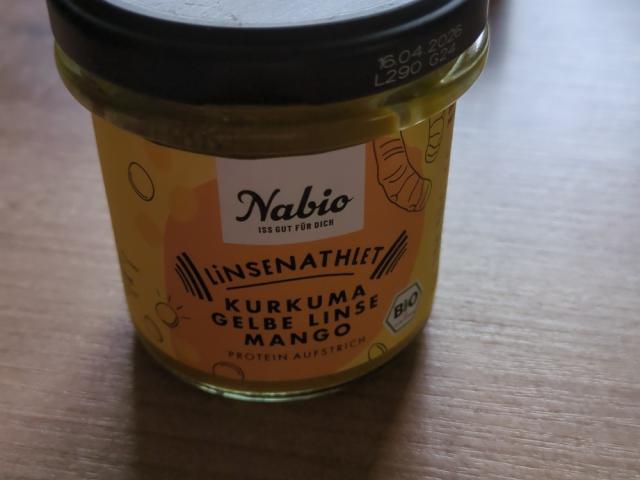 16.04.2026
L290 G24
Nabio
ISS GUT FÜR DICH
LiNSENATHLET
KURKUMA
GELBE LINSE
MANGO
PROTEIN AUFSTRICH
BIO